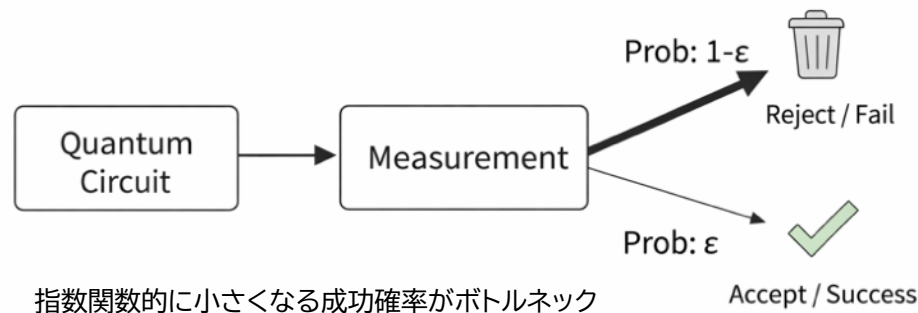 Quantum
Circuit
Measurement
Prob: 1-ε
Reject / Fail
Prob: ε
Accept / Success
指数関数的に小さくなる成功確率がボトルネック